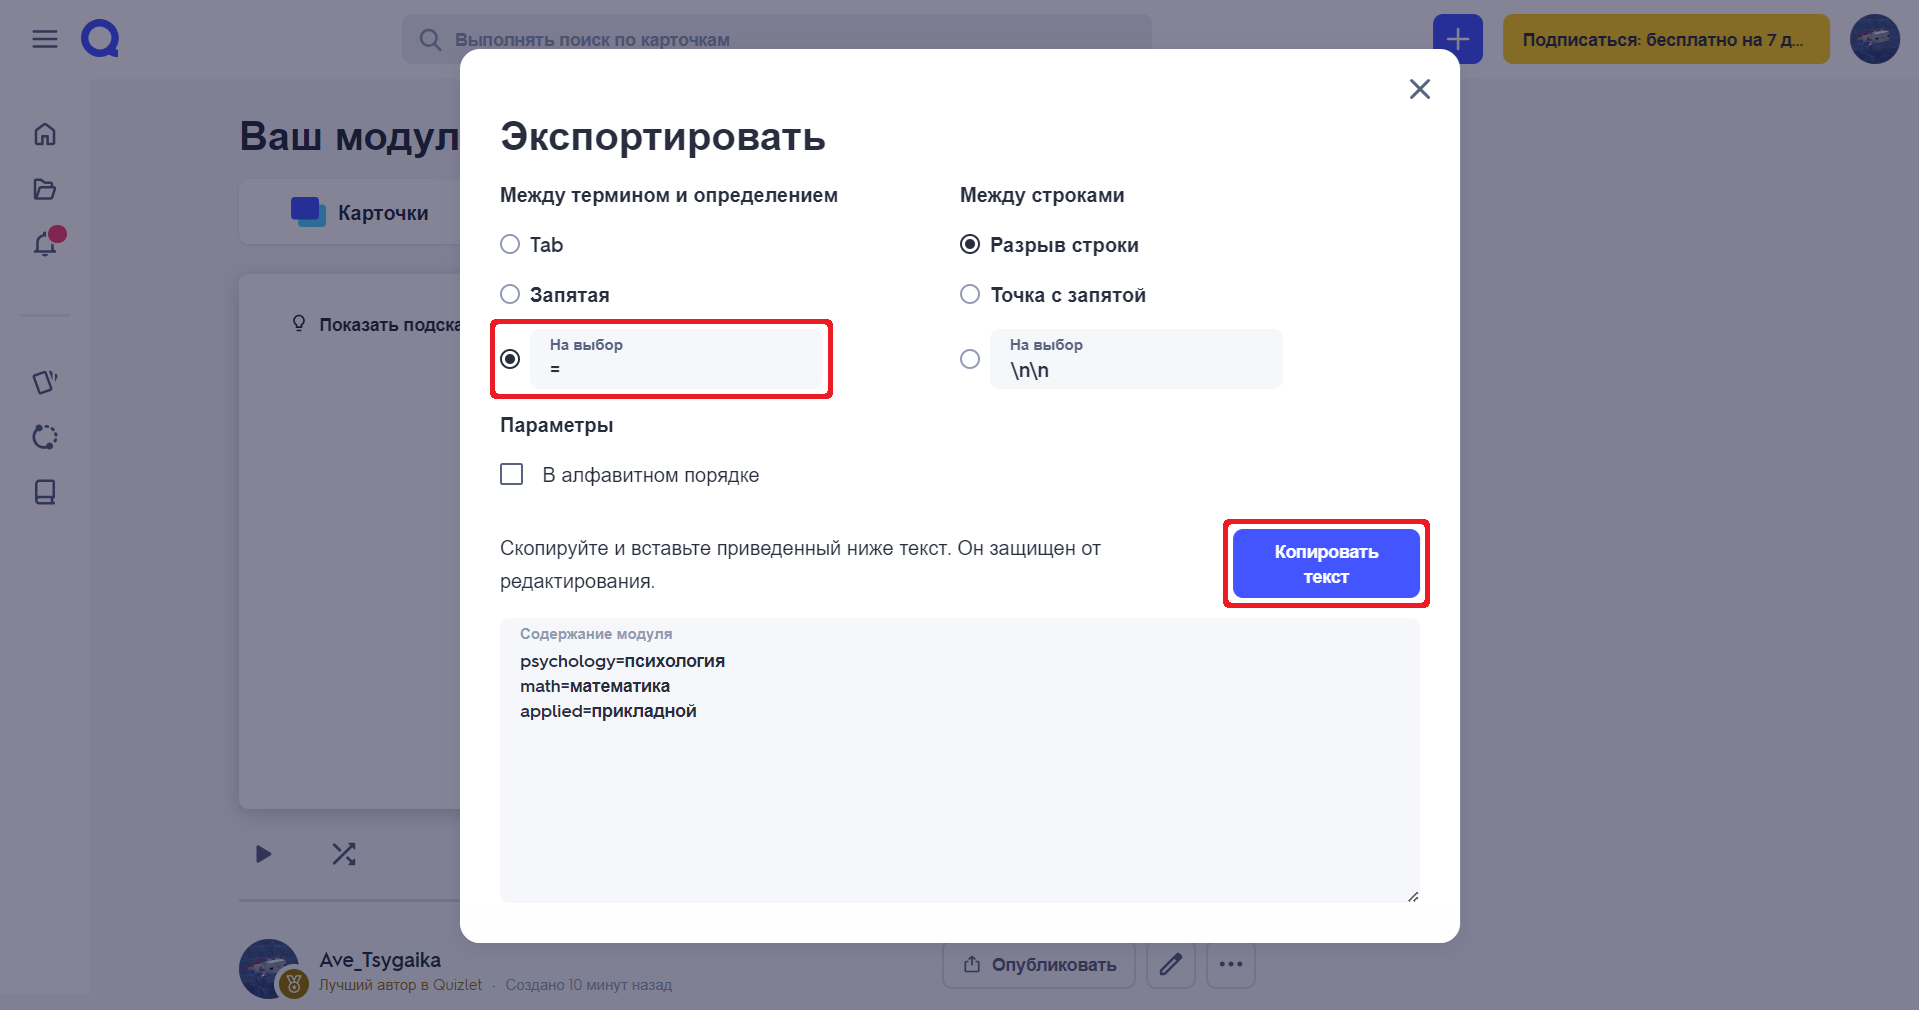 Выполнять поиск по карточкам
Подписаться: бесплатно на 7 д...
Ваш модул
Карточки
Показать подска
Экспортировать
Между термином и определением
Tab
Запятая
На выбор
=
Между строками
Разрыв строки
Точка с запятой
На выбор
\n\n
Параметры
В алфавитном порядке
Скопируйте и вставьте приведенный ниже текст. Он защищен от
редактирования.
Копировать
текст
Содержание модуля
psychology=психология
math=математика
applied=прикладной
Ave_Tsygaika
Лучший автор в Quizlet · Создано 10 минут назад
Опубликовать